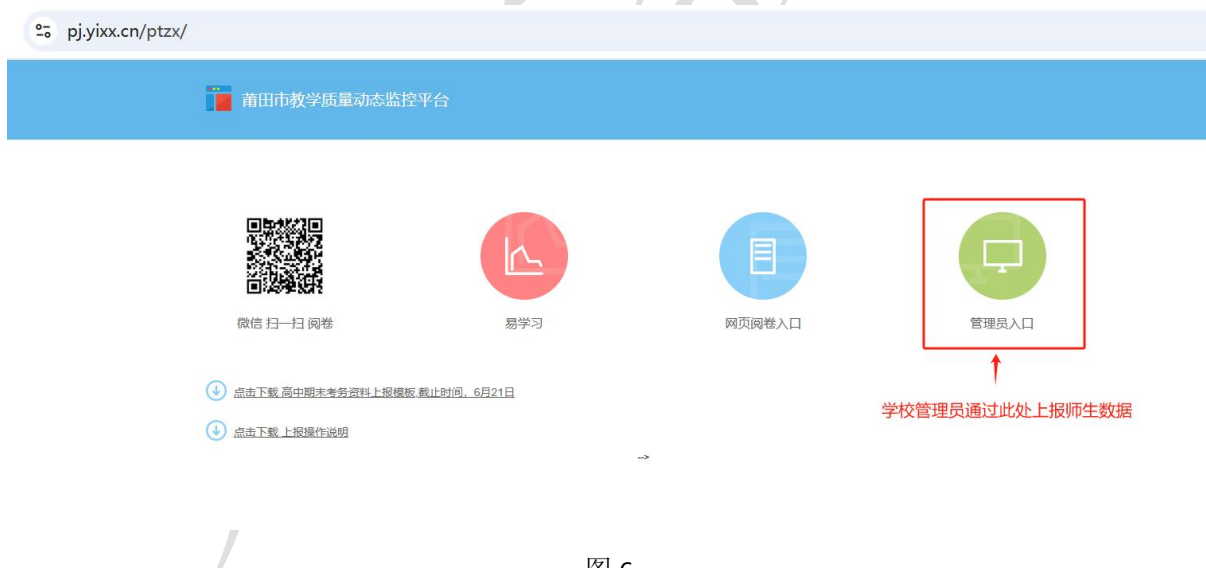 pj.yixx.cn/ptzx/
莆田市教学质量动态监控平台
微信 扫一扫 阅卷
易学习
网页阅卷入口
管理员入口
点击下载 高中期末考务资料上报模板,截止时间，6月21日
学校管理员通过此处上报师生数据
点击下载 上报操作说明
-->